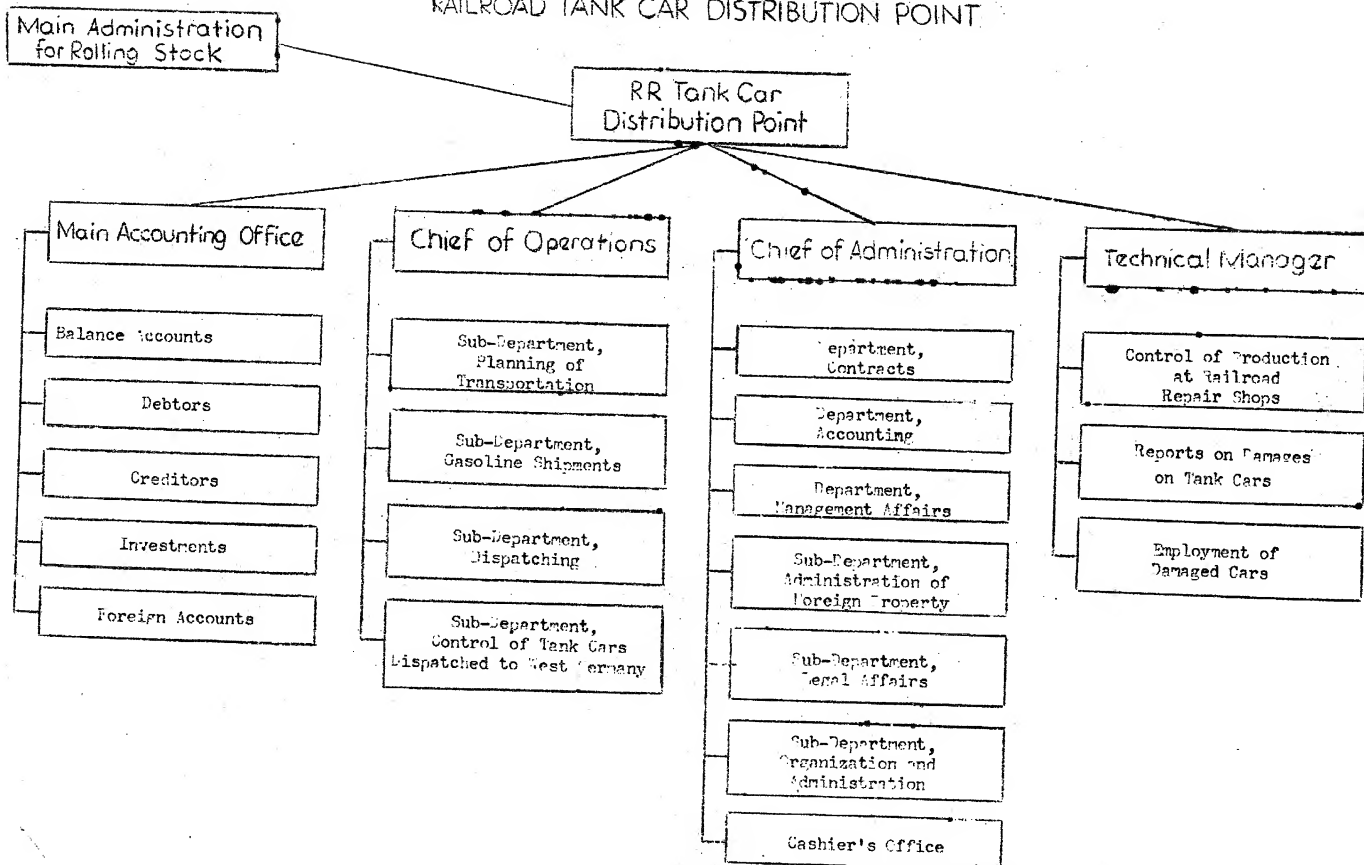 RAILROAD TANK CAR DISTRIBUTION POINT
Main Administration
for Rolling Stock
RR Tank Car
Distribution Point
Main Accounting Office
Balance Accounts
Debtors
Creditors
Investments
Foreign Accounts
Chief of Operations
Sub-Department,
Planning of
Transportation
Sub-Department,
Gasoline Shipments
Sub-Department,
Dispatching
Sub-Department,
Control of Tank Cars
Dispatched to West Germany
Chief of Administration
Department,
Contracts
Department,
Accounting
Department,
Management Affairs
Sub-Department,
Administration of
Foreign Property
Sub-Department,
Legal Affairs
Sub-Department,
Organization and
Administration
Cashier's Office
Technical Manager
Control of Production
at Railroad
Repair Shops
Reports on Damages
on Tank Cars
Employment of
Damaged Cars